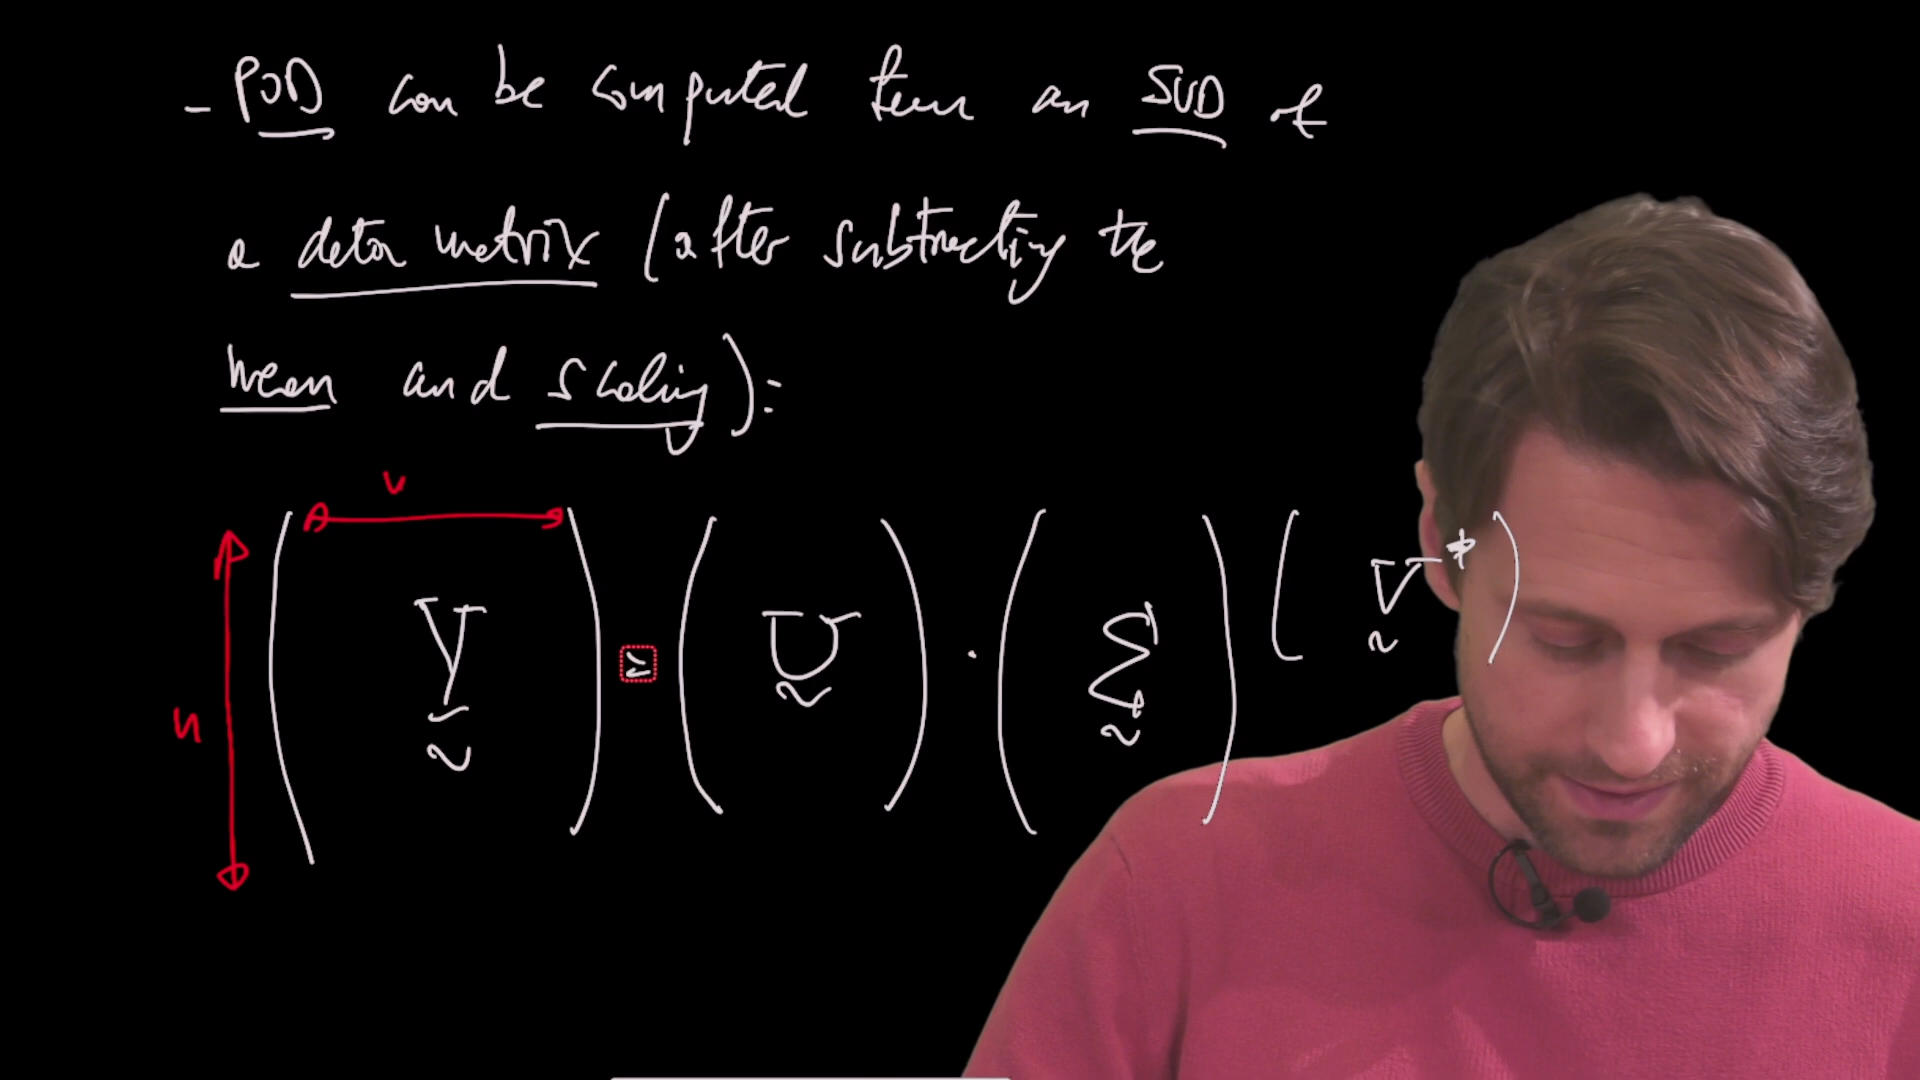 - POD can be computed from an SVD of
a data matrix (after subtracting the
mean and scaling):
v
n
Y = U · Σ V*